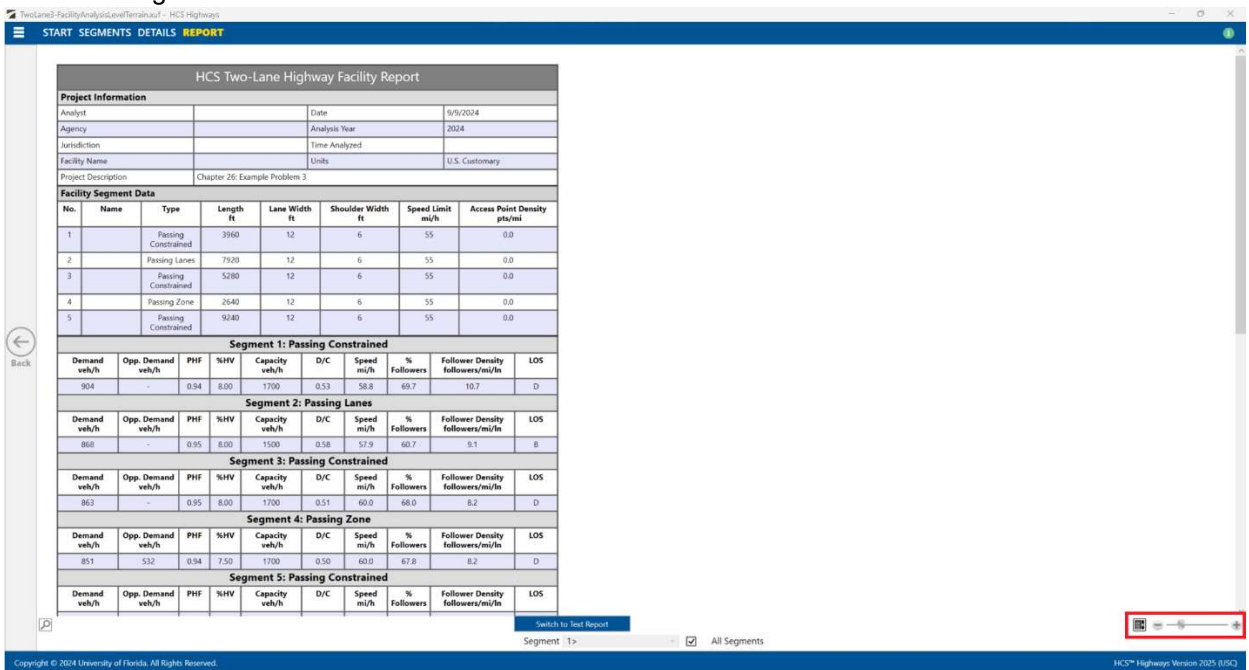 TwoLane3-FacilityAnalysisLevelTerrain.xuf - HCS Highways
START SEGMENTS DETAILS REPORT
HCS Two-Lane Highway Facility Report
Project Information
Analyst Date 9/9/2024
Agency Analysis Year 2024
Jurisdiction Time Analyzed
Facility Name Units U.S. Customary
Project Description Chapter 26: Example Problem 3
Facility Segment Data
No. Name Type Length Lane Width Shoulder Width Speed Limit Access Point Density
ft ft ft mi/h pts/mi
1 Passing 3960 12 6 55 0.0
Constrained
2 Passing Lanes 7920 12 6 55 0.0
3 Passing 5280 12 6 55 0.0
Constrained
4 Passing Zone 2640 12 6 55 0.0
5 Passing 9240 12 6 55 0.0
Constrained
Segment 1: Passing Constrained
Demand Opp. Demand PHF %HV Capacity D/C Speed % Follower Density LOS
veh/h veh/h veh/h mi/h Followers followers/mi/ln
904 - 0.94 8.00 1700 0.53 58.8 69.7 10.7 D
Segment 2: Passing Lanes
Demand Opp. Demand PHF %HV Capacity D/C Speed % Follower Density LOS
veh/h veh/h veh/h mi/h Followers followers/mi/ln
868 - 0.95 8.00 1500 0.58 57.9 60.7 9.1 B
Segment 3: Passing Constrained
Demand Opp. Demand PHF %HV Capacity D/C Speed % Follower Density LOS
veh/h veh/h veh/h mi/h Followers followers/mi/ln
863 - 0.95 8.00 1700 0.51 60.0 68.0 8.2 D
Segment 4: Passing Zone
Demand Opp. Demand PHF %HV Capacity D/C Speed % Follower Density LOS
veh/h veh/h veh/h mi/h Followers followers/mi/ln
851 532 0.94 7.50 1700 0.50 60.0 67.8 8.2 D
Segment 5: Passing Constrained
Demand Opp. Demand PHF %HV Capacity D/C Speed % Follower Density LOS
veh/h veh/h veh/h mi/h Followers followers/mi/ln
Back
Switch to Text Report
Segment 1> All Segments
Copyright © 2024 University of Florida. All Rights Reserved. HCS™ Highways Version 2025 (USC)